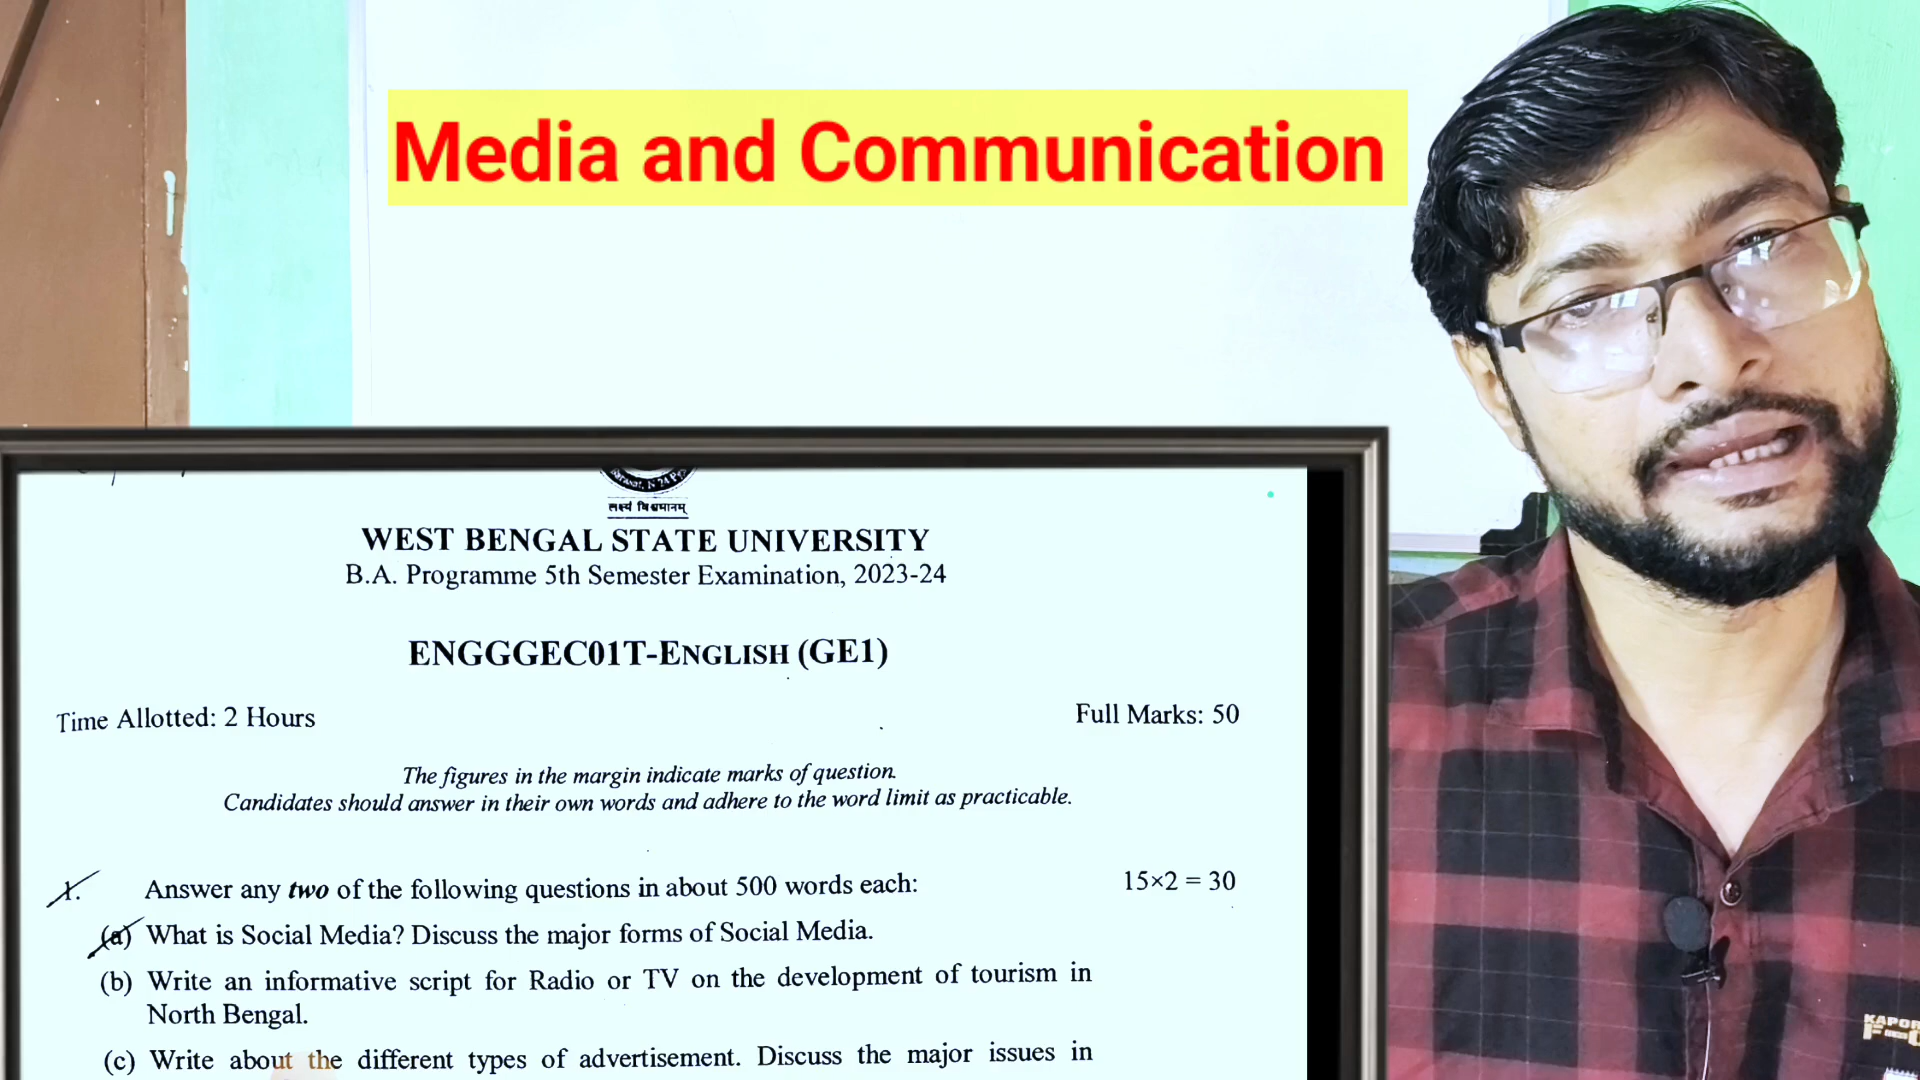 Media and Communication
लक्ष्यं विद्यमानम्
WEST BENGAL STATE UNIVERSITY
B.A. Programme 5th Semester Examination, 2023-24
ENGGGEC01T-ENGLISH (GE1)
Time Allotted: 2 Hours
Full Marks: 50
The figures in the margin indicate marks of question.
Candidates should answer in their own words and adhere to the word limit as practicable.
1. Answer any two of the following questions in about 500 words each: 15×2 = 30
(a) What is Social Media? Discuss the major forms of Social Media.
(b) Write an informative script for Radio or TV on the development of tourism in
North Bengal.
(c) Write about the different types of advertisement. Discuss the major issues in